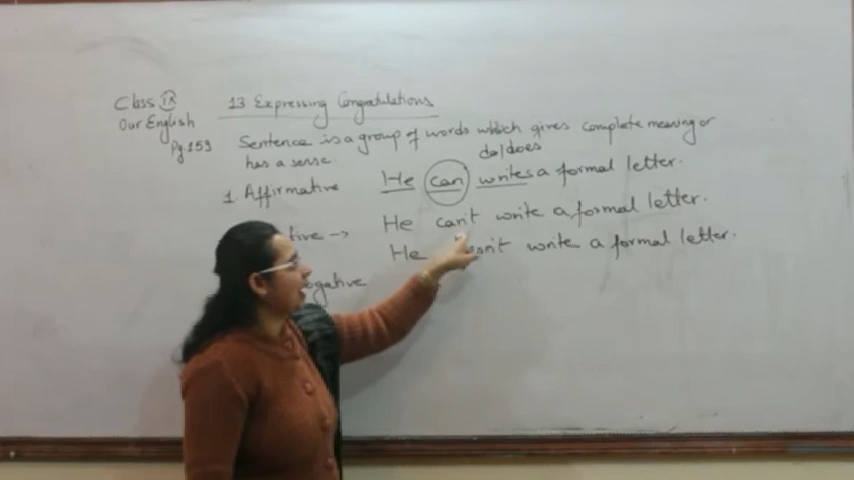 Class IX
13 Expressing Congratulations
Our English
Pg.159
Sentence is a group of words which gives complete meaning or
has a sense.
do/does
1. Affirmative He can writes a formal letter.
tive → He can't write a formal letter.
He sn't write a formal letter.
ogative